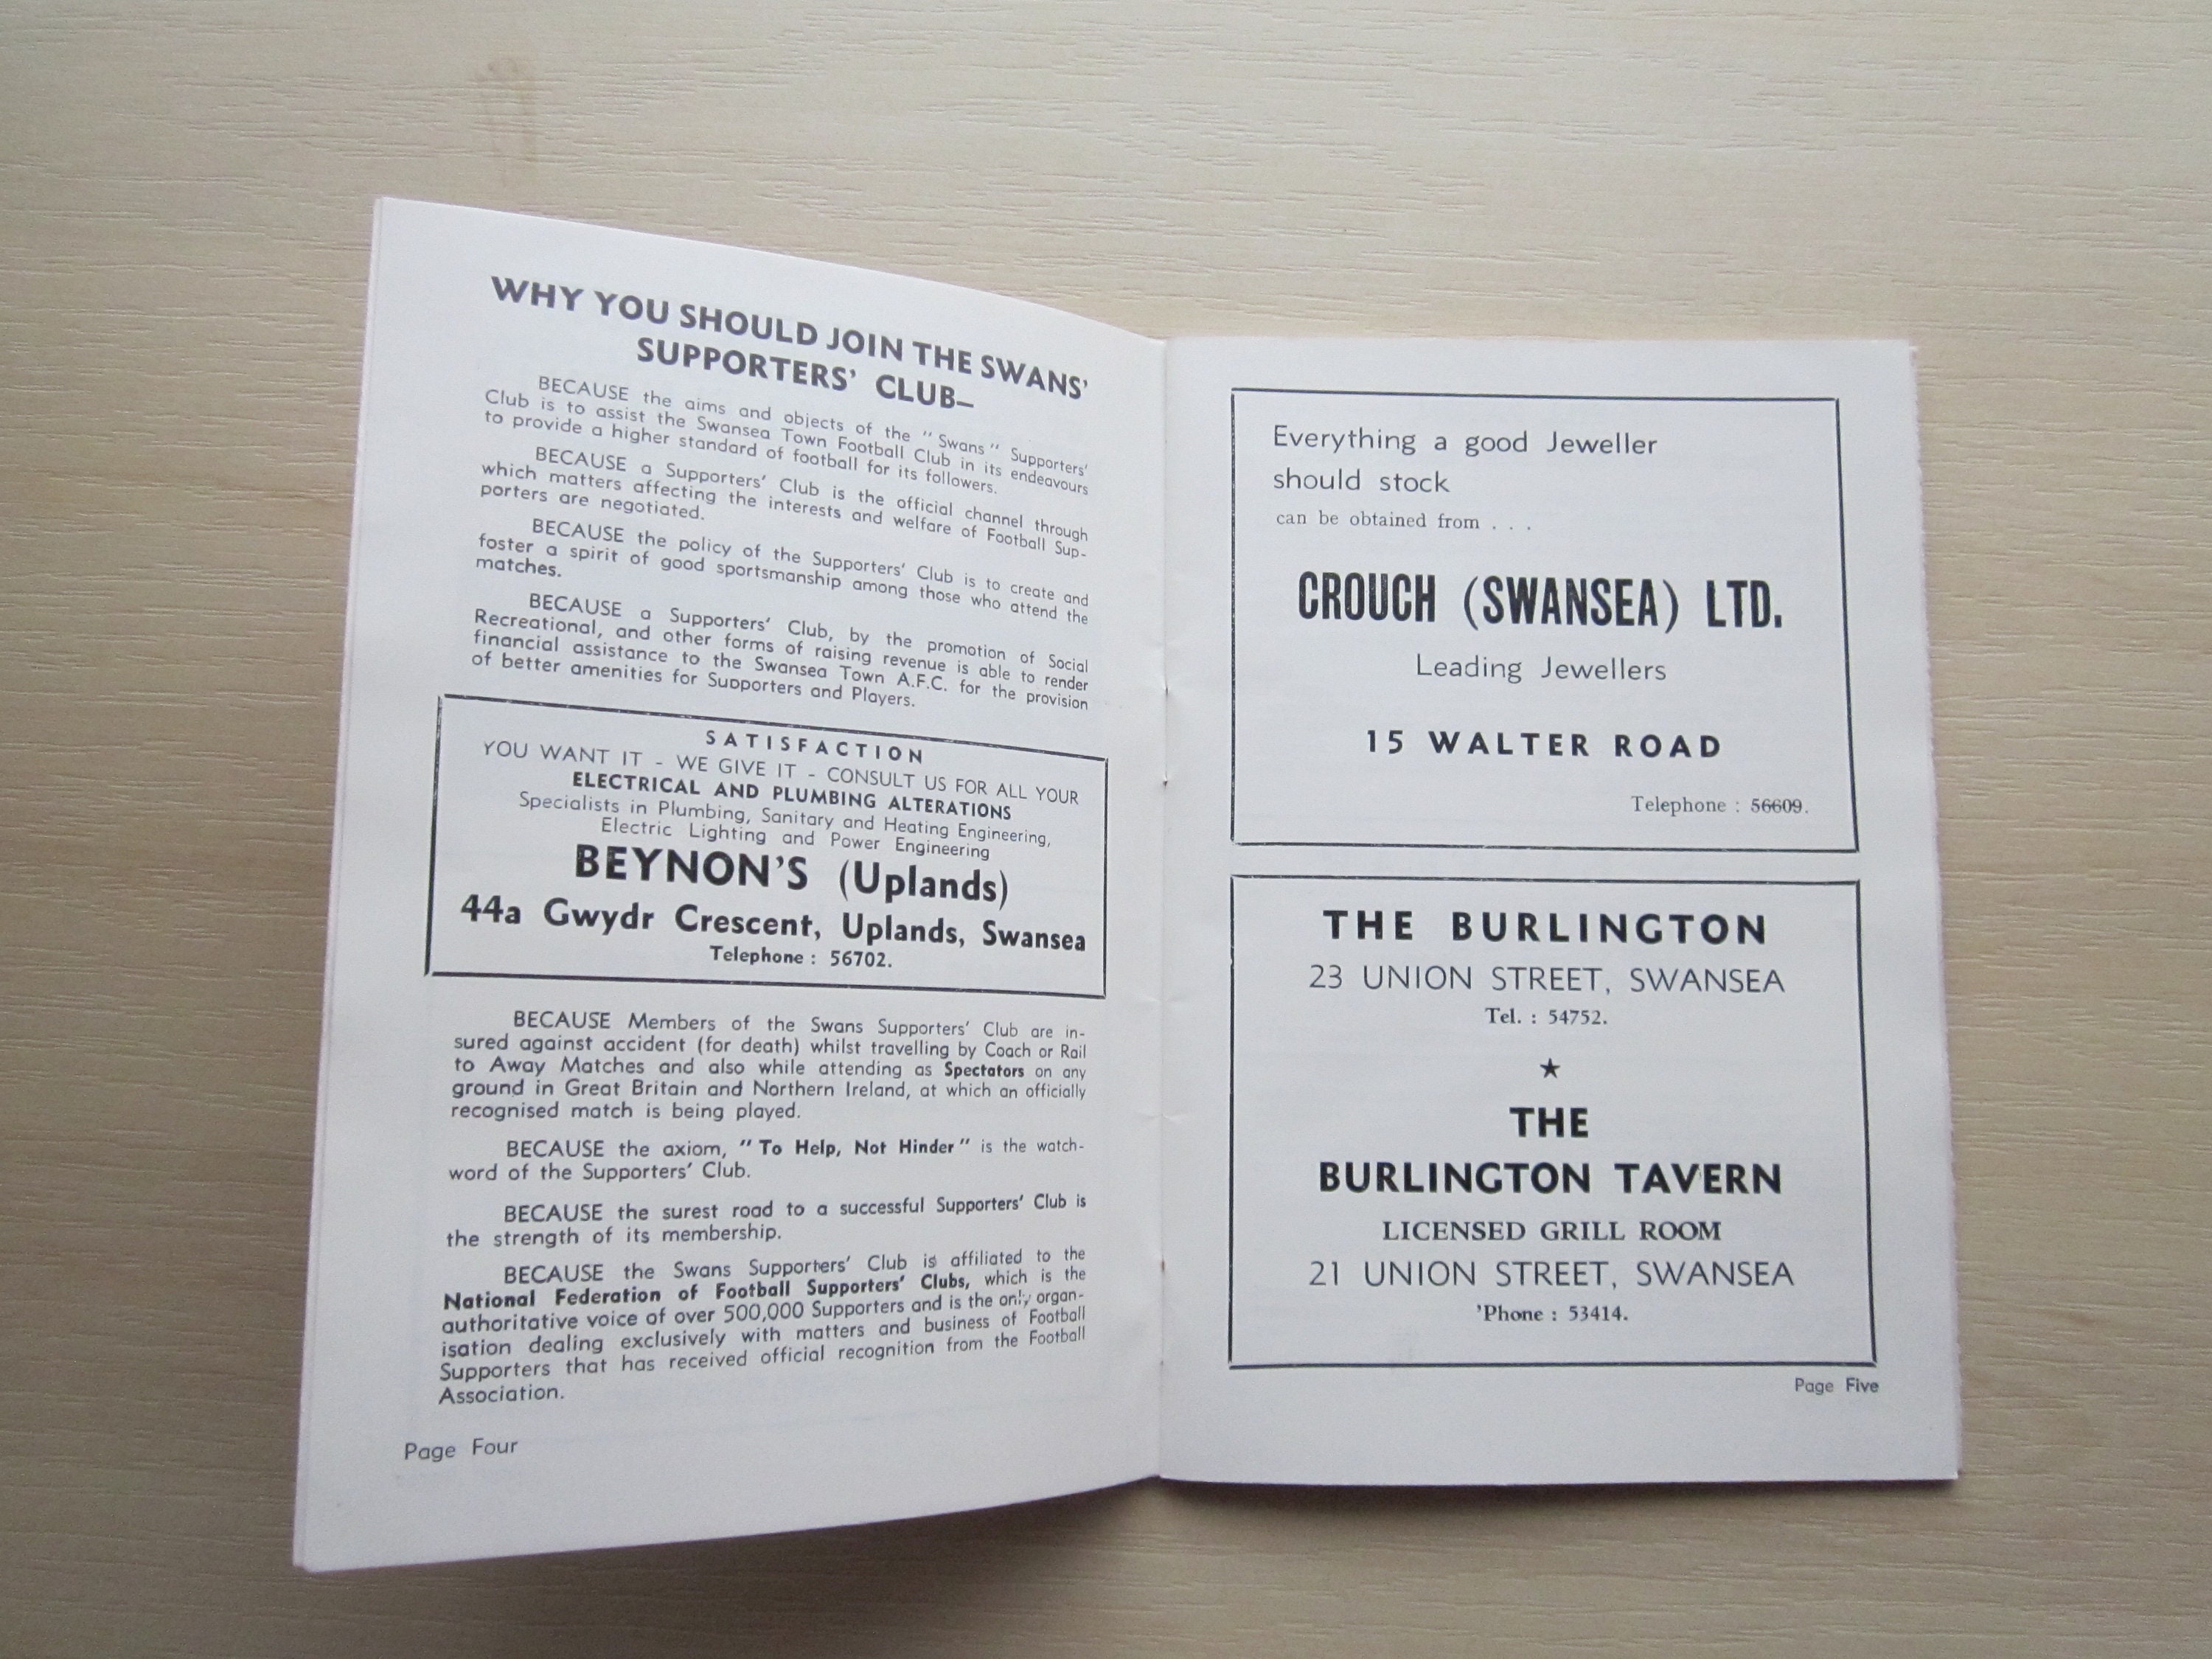 WHY YOU SHOULD JOIN THE SWANS'
SUPPORTERS' CLUB—
BECAUSE the aims and objects of the "Swans" Supporters'
Club is to assist the Swansea Town Football Club in its endeavours
to provide a higher standard of football for its followers.
BECAUSE a Supporters' Club is the official channel through
which matters affecting the interests and welfare of Football Sup-
porters are negotiated.
BECAUSE the policy of the Supporters' Club is to create and
foster a spirit of good sportsmanship among those who attend the
matches.
BECAUSE a Supporters' Club, by the promotion of Social
Recreational, and other forms of raising revenue is able to render
financial assistance to the Swansea Town A.F.C. for the provision
of better amenities for Supporters and Players.
SATISFACTION
YOU WANT IT - WE GIVE IT - CONSULT US FOR ALL YOUR
ELECTRICAL AND PLUMBING ALTERATIONS
Specialists in Plumbing, Sanitary and Heating Engineering,
Electric Lighting and Power Engineering
BEYNON'S (Uplands)
44a Gwydr Crescent, Uplands, Swansea
Telephone : 56702.
BECAUSE Members of the Swans Supporters' Club are in-
sured against accident (for death) whilst travelling by Coach or Rail
to Away Matches and also while attending as Spectators on any
ground in Great Britain and Northern Ireland, at which an officially
recognised match is being played.
BECAUSE the axiom, "To Help, Not Hinder" is the watch-
word of the Supporters' Club.
BECAUSE the surest road to a successful Supporters' Club is
the strength of its membership.
BECAUSE the Swans Supporters' Club is affiliated to the
National Federation of Football Supporters' Clubs, which is the
authoritative voice of over 500,000 Supporters and is the only organ-
isation dealing exclusively with matters and business of Football
Supporters that has received official recognition from the Football
Association.
Page Four
Everything a good Jeweller
should stock
can be obtained from . . .
CROUCH (SWANSEA) LTD.
Leading Jewellers
15 WALTER ROAD
Telephone : 56609.
THE BURLINGTON
23 UNION STREET, SWANSEA
Tel. : 54752.
★
THE
BURLINGTON TAVERN
LICENSED GRILL ROOM
21 UNION STREET, SWANSEA
'Phone : 53414.
Page Five